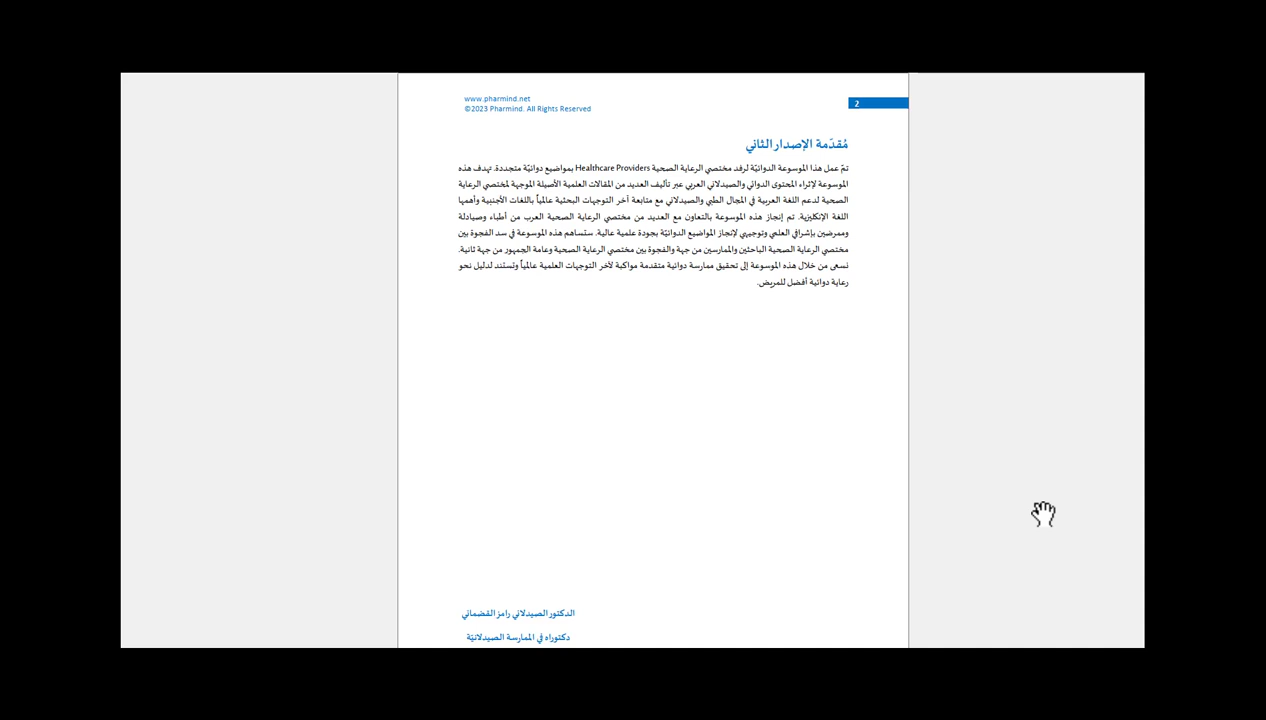 www.pharmind.net
©2023 Pharmind. All Rights Reserved
2
مُقدّمة الإصدار الثاني
تمّ عمل هذا الموسوعة الدوائيّة لرفد مختصي الرعاية الصحية Healthcare Providers بمواضيع دوائيّة متجددة. تهدف هذه
الموسوعة لإثراء المحتوى الدوائي والصيدلاني العربي عبر تأليف العديد من المقالات العلمية الأصيلة الموجهة لمختصي الرعاية
الصحية لدعم اللغة العربية في المجال الطبي والصيدلاني مع متابعة آخر التوجهات البحثية عالمياً باللغات الأجنبية وأهمها
اللغة الإنكليزية. تم إنجاز هذه الموسوعة بالتعاون مع العديد من مختصي الرعاية الصحية العرب من أطباء وصيادلة
وممرضين بإشرافي العلمي وتوجيهي لإنجاز المواضيع الدوائيّة بجودة علمية عالية. ستساهم هذه الموسوعة في سد الفجوة بين
مختصي الرعاية الصحية الباحثين والممارسين من جهة والفجوة بين مختصي الرعاية الصحية وعامة الجمهور من جهة ثانية.
نسعى من خلال هذه الموسوعة إلى تحقيق ممارسة دوائية متقدمة مواكبة لآخر التوجهات العلمية عالمياً وتستند لدليل نحو
رعاية دوائية أفضل للمريض.
الدكتور الصيدلاني رامز القضماني
دكتوراه في الممارسة الصيدلانيّة